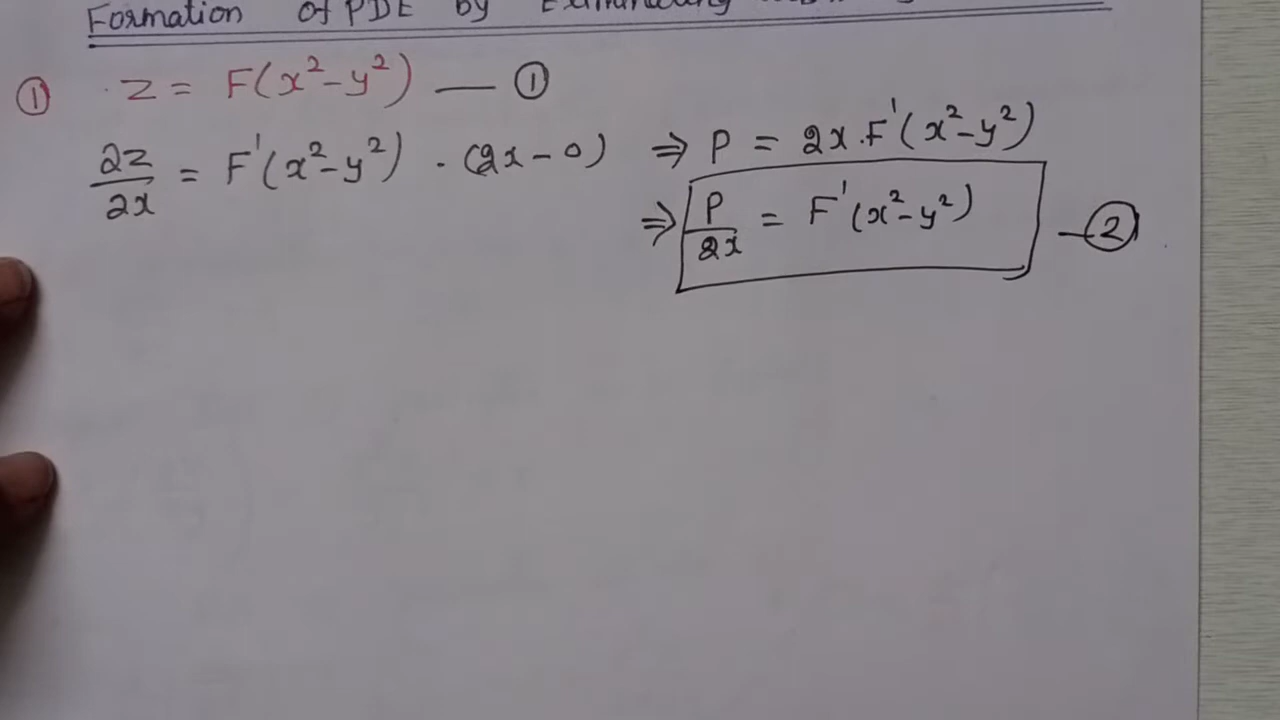 Formation of PDE by Eliminating
① z = F(x²-y²) — ①
∂z/∂x = F'(x²-y²) . (2x-0) ⇒ P = 2x.F'(x²-y²)
⇒ P/2x = F'(x²-y²) — ②